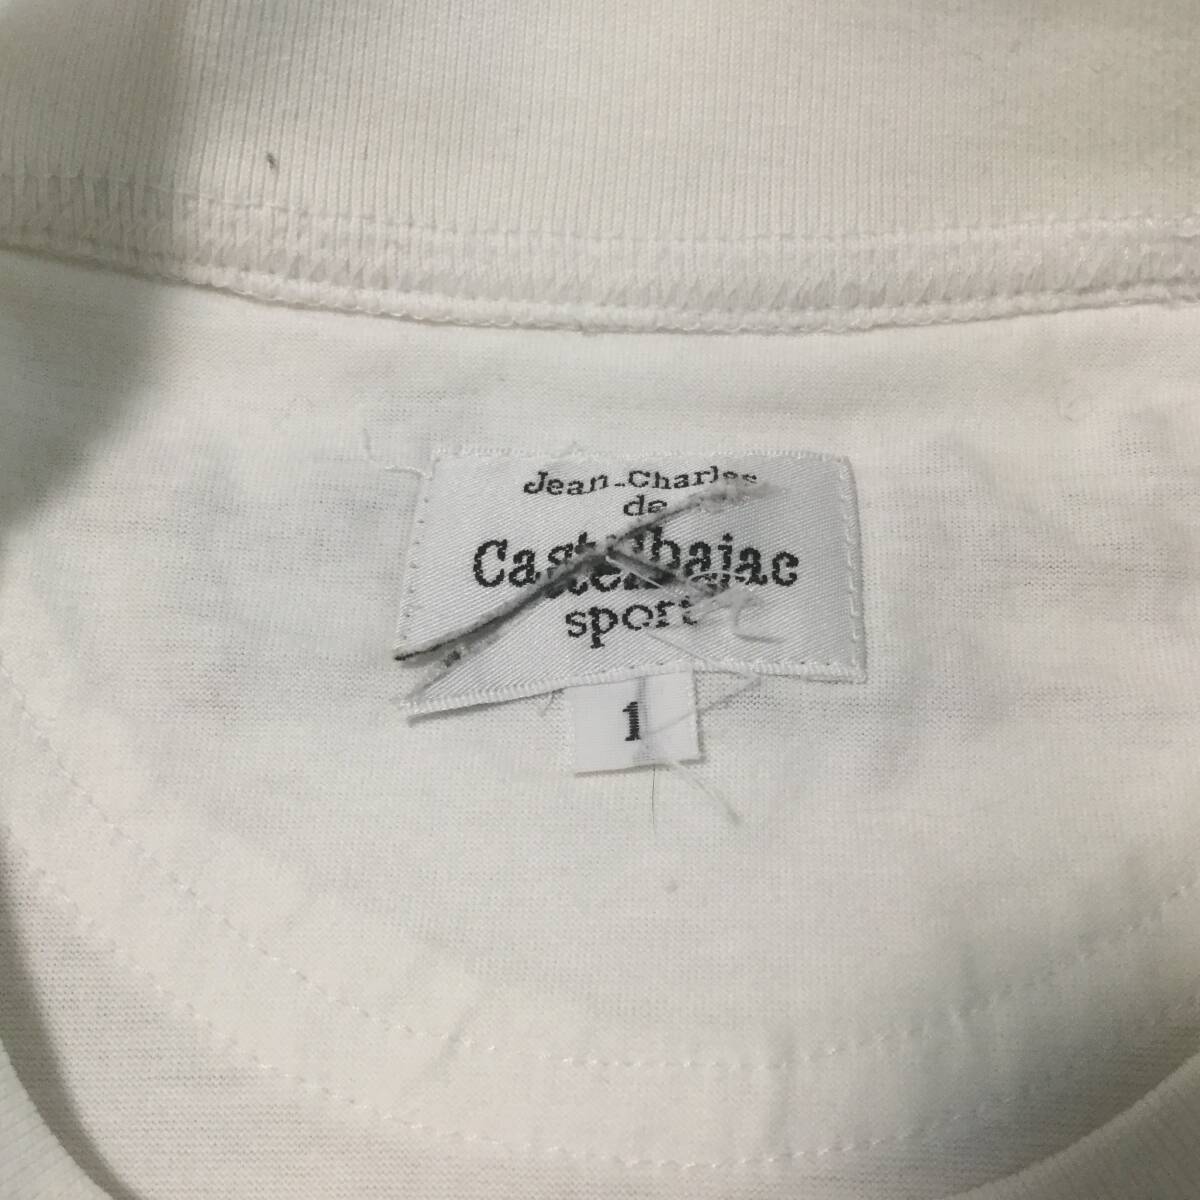 Jean-Charles
de
Castelbajac
sport
1